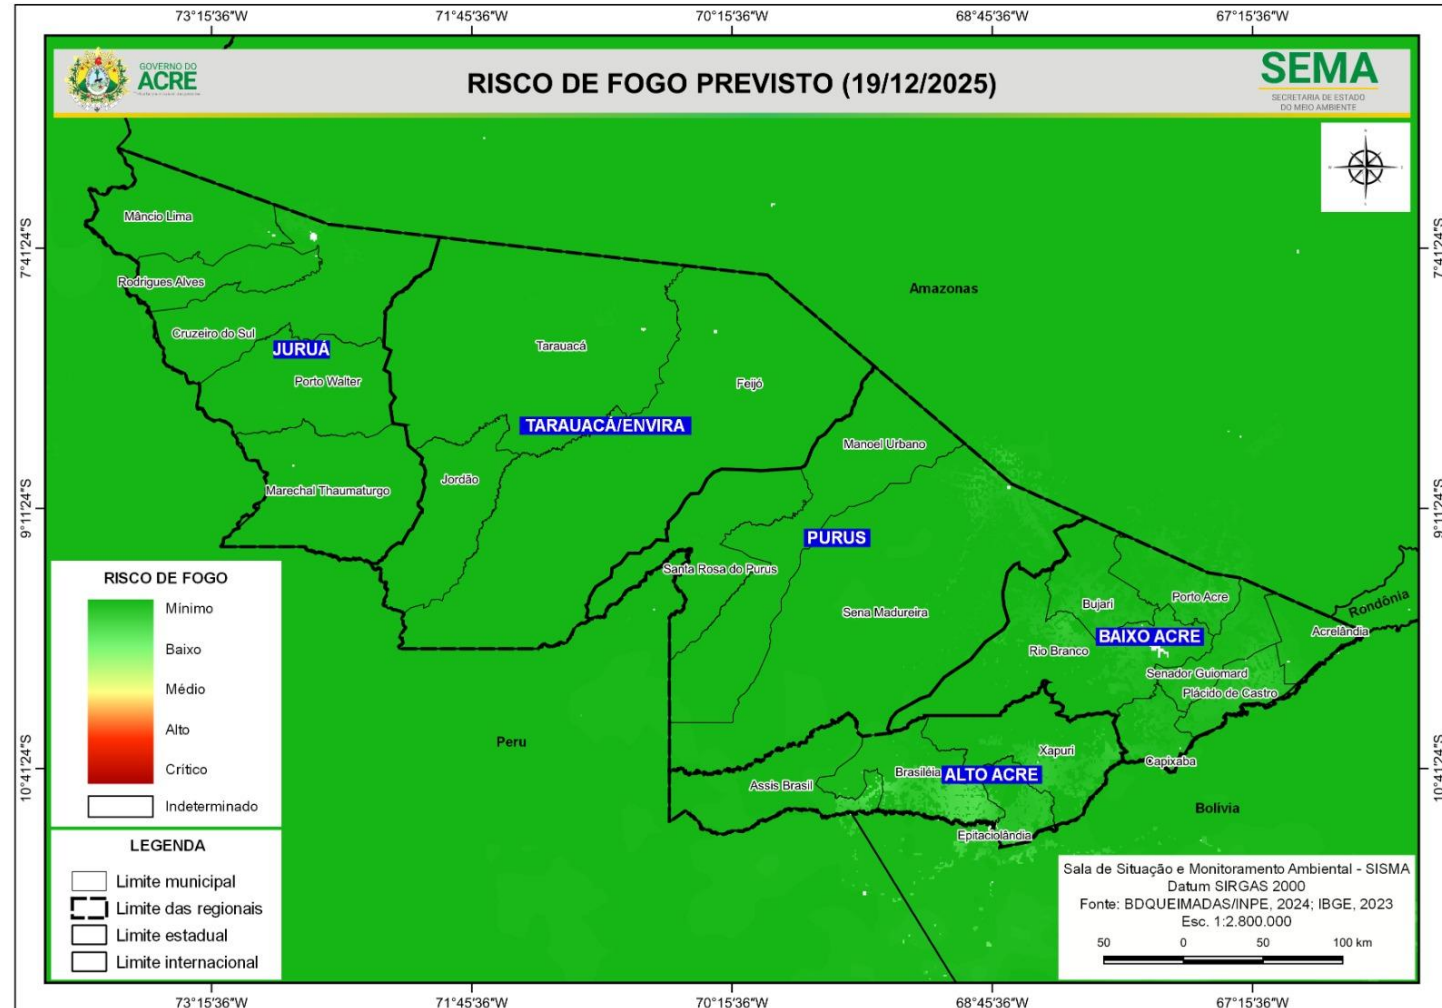 73°15'36"W
71°45'36"W
70°15'36"W
68°45'36"W
67°15'36"W
GOVERNO DO
ACRE
RISCO DE FOGO PREVISTO (19/12/2025)
SEMA
SECRETARIA DE ESTADO
DO MEIO AMBIENTE
Mâncio Lima
7°41'24"S
7°41'24"S
Rodrigues Alves
Amazonas
Cruzeiro do Sul
JURUÁ
Tarauacá
Porto Walter
Feijó
TARAUACÁ/ENVIRA
Manoel Urbano
Jordão
Marechal Thaumaturgo
9°11'24"S
9°11'24"S
PURUS
Santa Rosa do Purus
Sena Madureira
Bujari
Porto Acre
Rondônia
BAIXO ACRE
Acrelândia
Rio Branco
Senador Guiomard
Plácido de Castro
Peru
Xapuri
Capixaba
10°41'24"S
10°41'24"S
Brasiléia
ALTO ACRE
Assis Brasil
Bolívia
Epitaciolândia
RISCO DE FOGO
Mínimo
Baixo
Médio
Alto
Crítico
Indeterminado
LEGENDA
Limite municipal
Limite das regionais
Limite estadual
Limite internacional
Sala de Situação e Monitoramento Ambiental - SISMA
Datum SIRGAS 2000
Fonte: BDQUEIMADAS/INPE, 2024; IBGE, 2023
Esc. 1:2.800.000
50 0 50 100 km
73°15'36"W
71°45'36"W
70°15'36"W
68°45'36"W
67°15'36"W